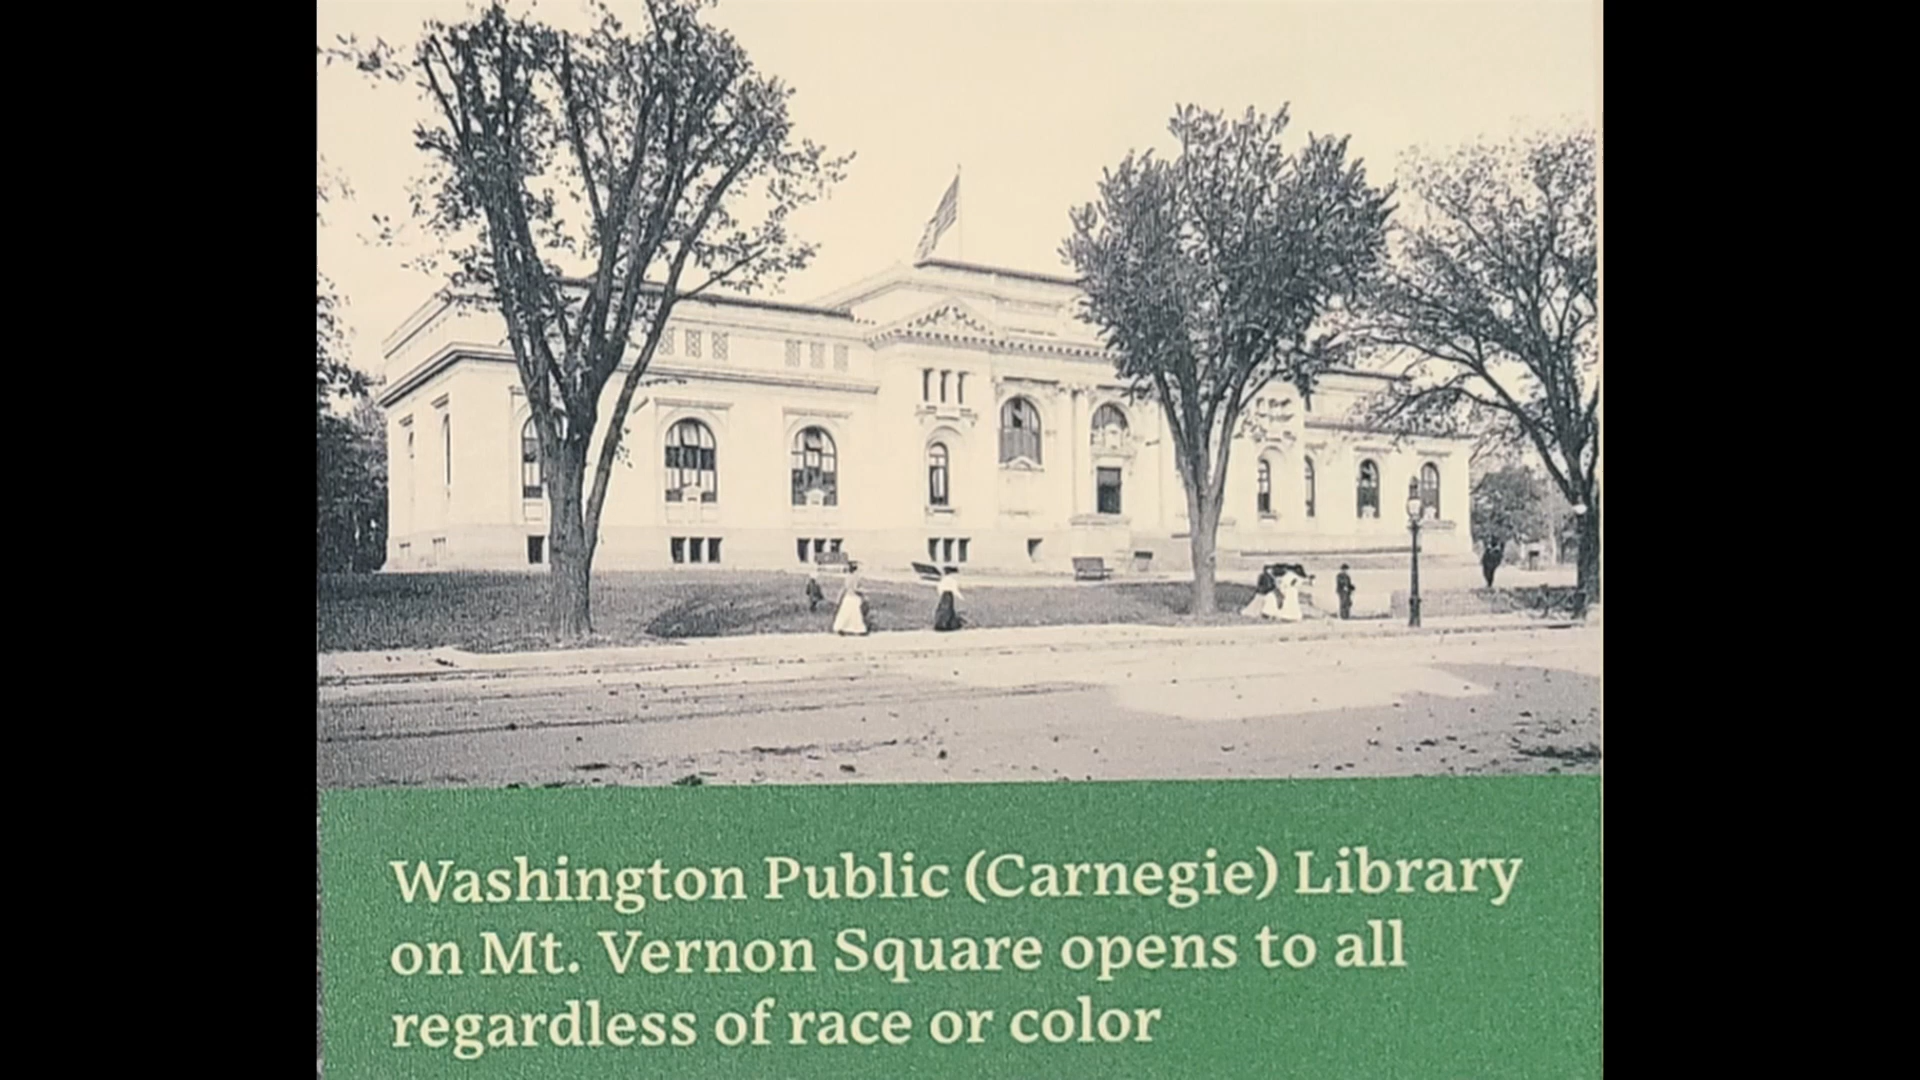 Washington Public (Carnegie) Library
on Mt. Vernon Square opens to all
regardless of race or color